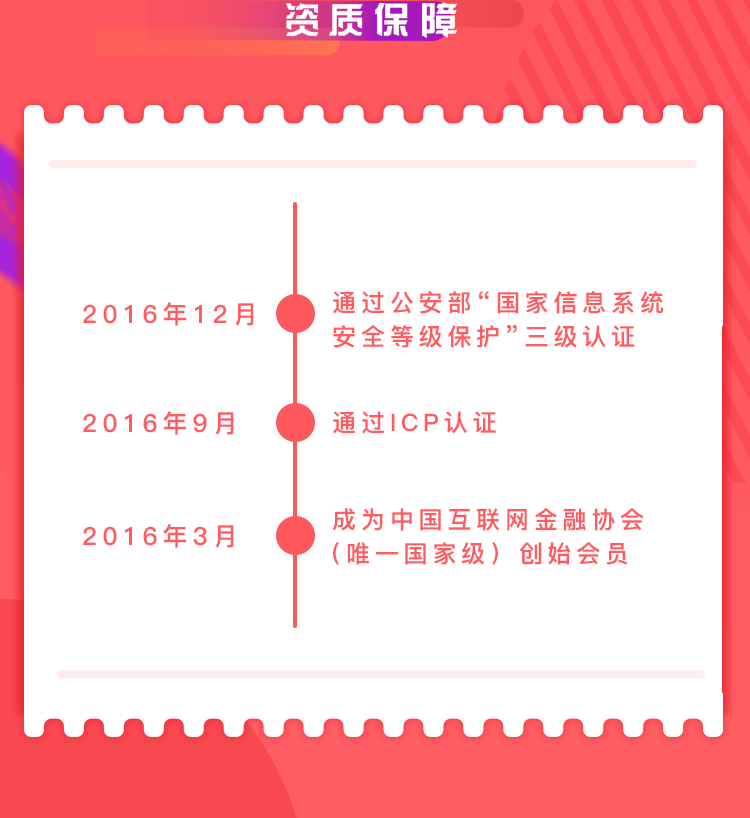 资质保障
2016年12月
通过公安部“国家信息系统
安全等级保护”三级认证
2016年9月
通过ICP认证
2016年3月
成为中国互联网金融协会
(唯一国家级）创始会员